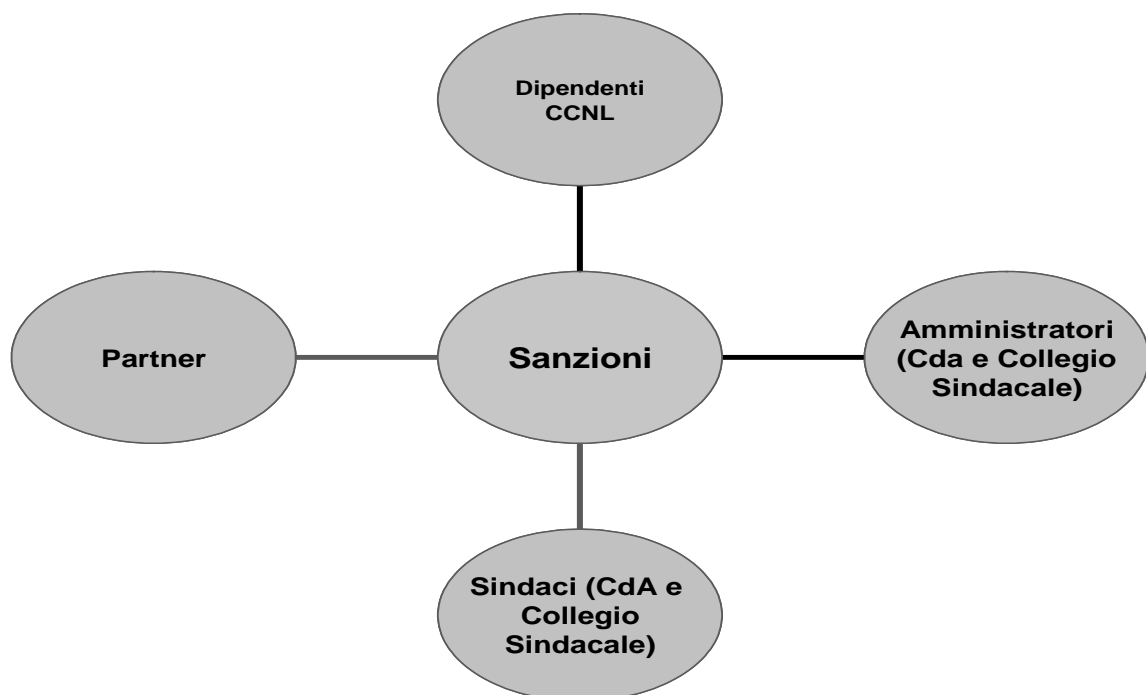 Dipendenti
CCNL
Partner
Sanzioni
Amministratori
(Cda e Collegio
Sindacale)
Sindaci (CdA e
Collegio
Sindacale)